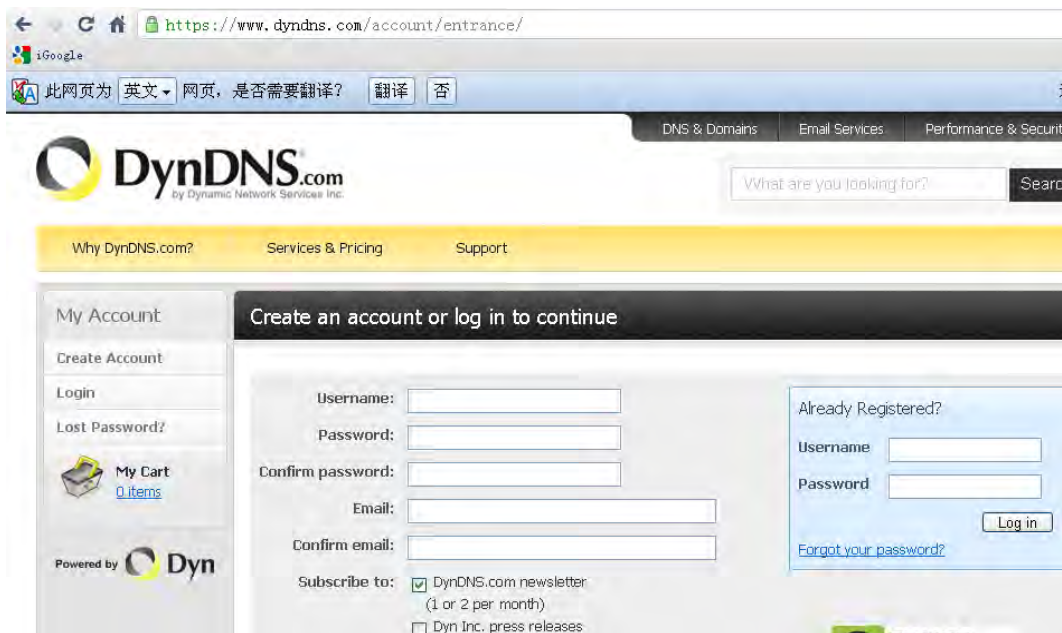 https://www.dyndns.com/account/entrance/
iGoogle
此网页为 英文 网页，是否需要翻译？ 翻译 否
DNS & Domains Email Services Performance & Securit
DynDNS.com
by Dynamic Network Services Inc.
What are you looking for? Searc
Why DynDNS.com? Services & Pricing Support
My Account
Create Account
Login
Lost Password?
My Cart
0 items
Powered by Dyn
Create an account or log in to continue
Username:
Password:
Confirm password:
Email:
Confirm email:
Subscribe to: DynDNS.com newsletter
(1 or 2 per month)
Dyn Inc. press releases
Already Registered?
Username
Password
Log in
Forgot your password?